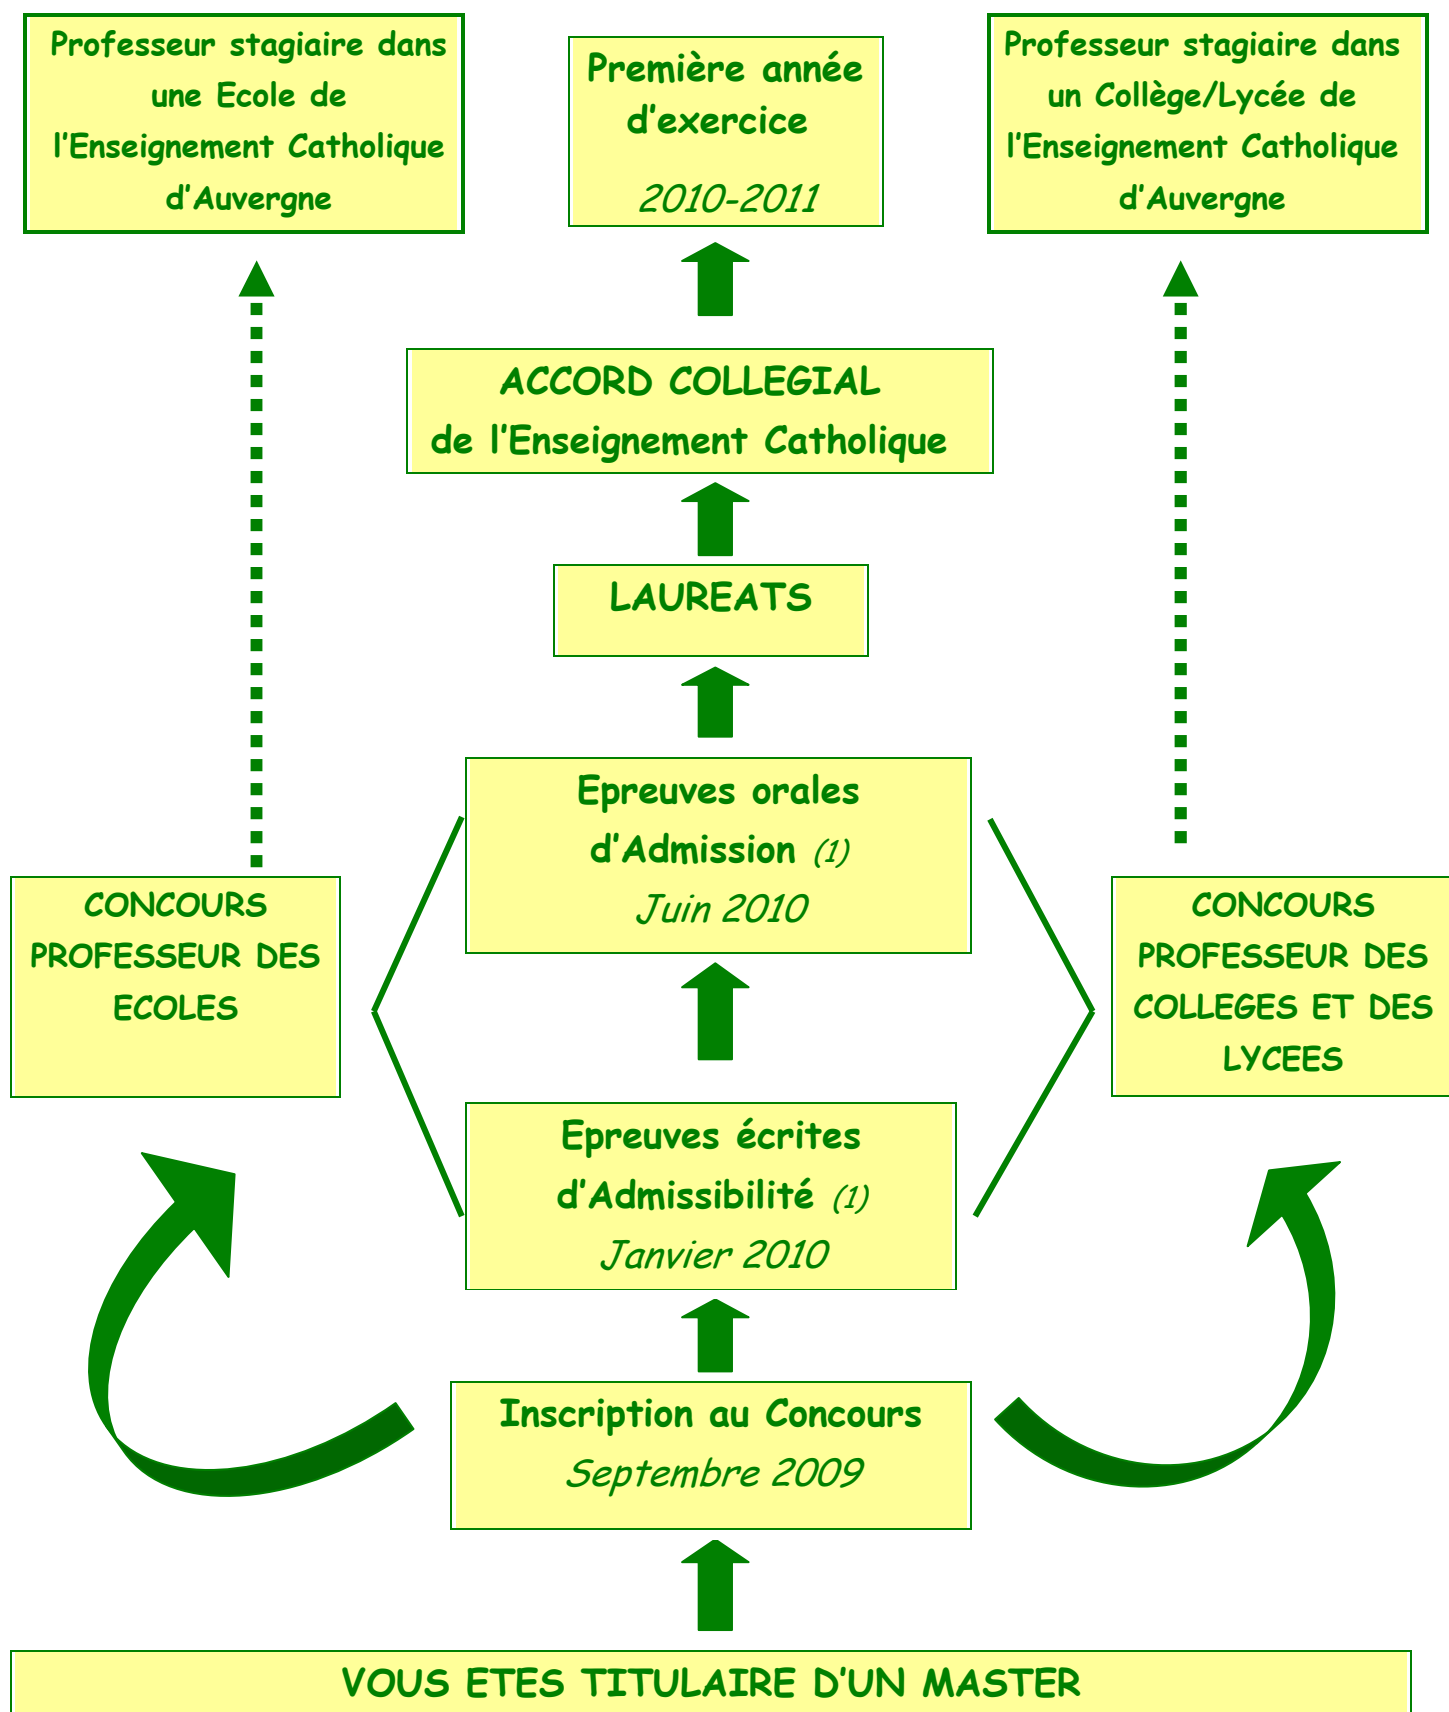 Professeur stagiaire dans
une Ecole de
l'Enseignement Catholique
d'Auvergne
Première année
d'exercice
2010-2011
Professeur stagiaire dans
un Collège/Lycée de
l'Enseignement Catholique
d'Auvergne
ACCORD COLLEGIAL
de l'Enseignement Catholique
LAUREATS
Epreuves orales
d'Admission (1)
Juin 2010
CONCOURS
PROFESSEUR DES
ECOLES
CONCOURS
PROFESSEUR DES
COLLEGES ET DES
LYCEES
Epreuves écrites
d'Admissibilité (1)
Janvier 2010
Inscription au Concours
Septembre 2009
VOUS ETES TITULAIRE D'UN MASTER